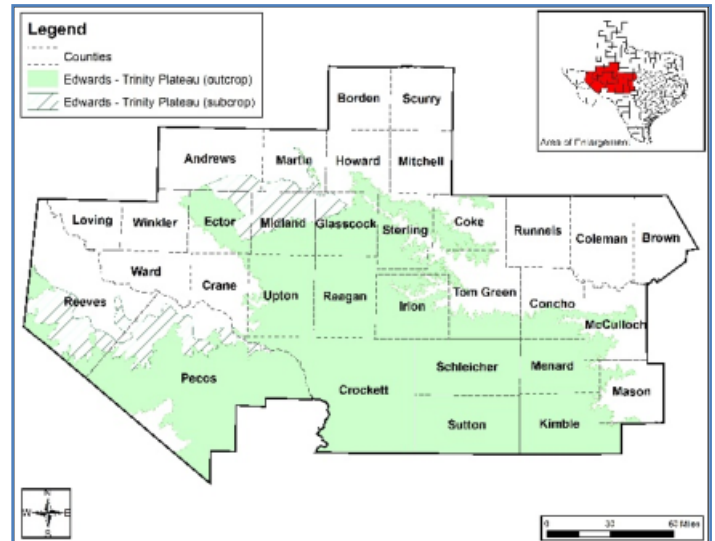 Legend
Counties
Edwards - Trinity Plateau (outcrop)
Edwards - Trinity Plateau (subcrop)
Area of Enlargement
Borden
Scurry
Andrews
Martin
Howard
Mitchell
Loving
Winkler
Ector
Midland
Glasscock
Sterling
Coke
Runnels
Coleman
Brown
Ward
Crane
Reeves
Upton
Reagan
Irion
Tom Green
Concho
McCulloch
Pecos
Crockett
Schleicher
Menard
Mason
Sutton
Kimble
N
W E
S
0 30 60 Miles